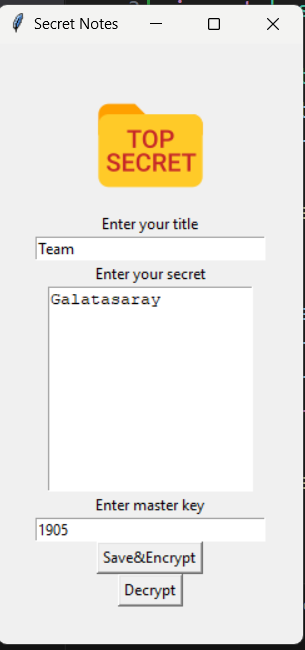 Secret Notes
TOP
SECRET
Enter your title
Team
Enter your secret
Galatasaray
Enter master key
1905
Save&Encrypt
Decrypt